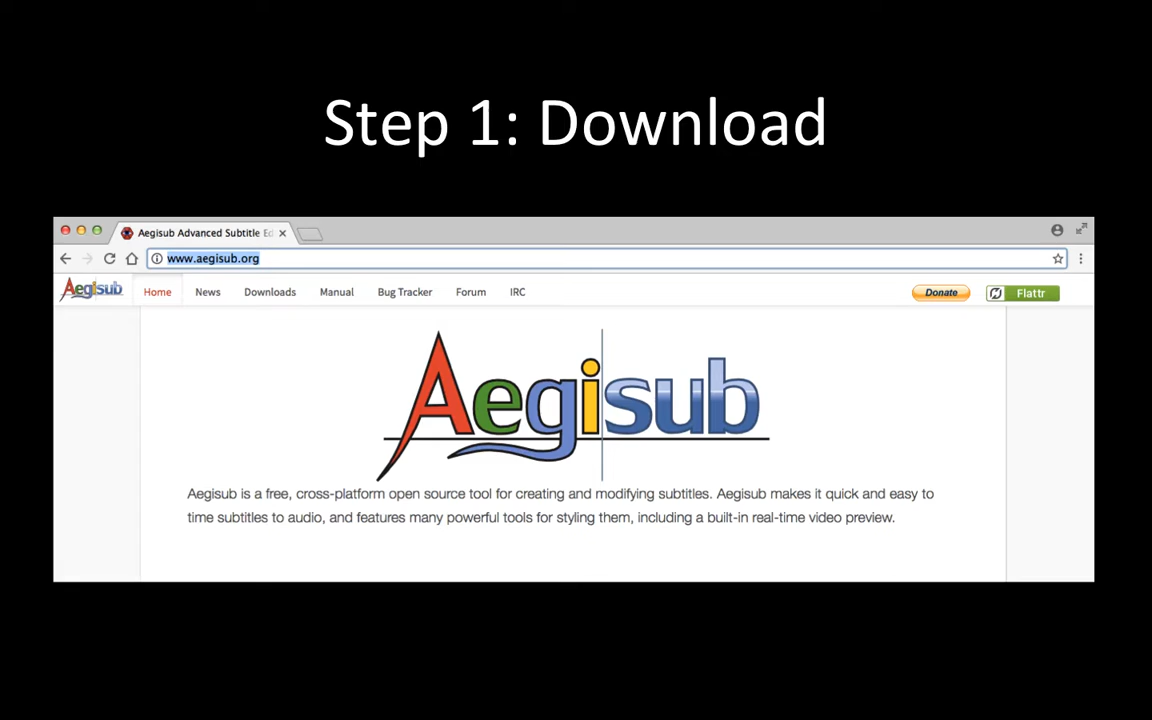 Step 1: Download
Aegisub Advanced Subtitle Ed
www.aegisub.org
Aegisub Home News Downloads Manual Bug Tracker Forum IRC Donate Flattr
Aegisub
Aegisub is a free, cross-platform open source tool for creating and modifying subtitles. Aegisub makes it quick and easy to
time subtitles to audio, and features many powerful tools for styling them, including a built-in real-time video preview.